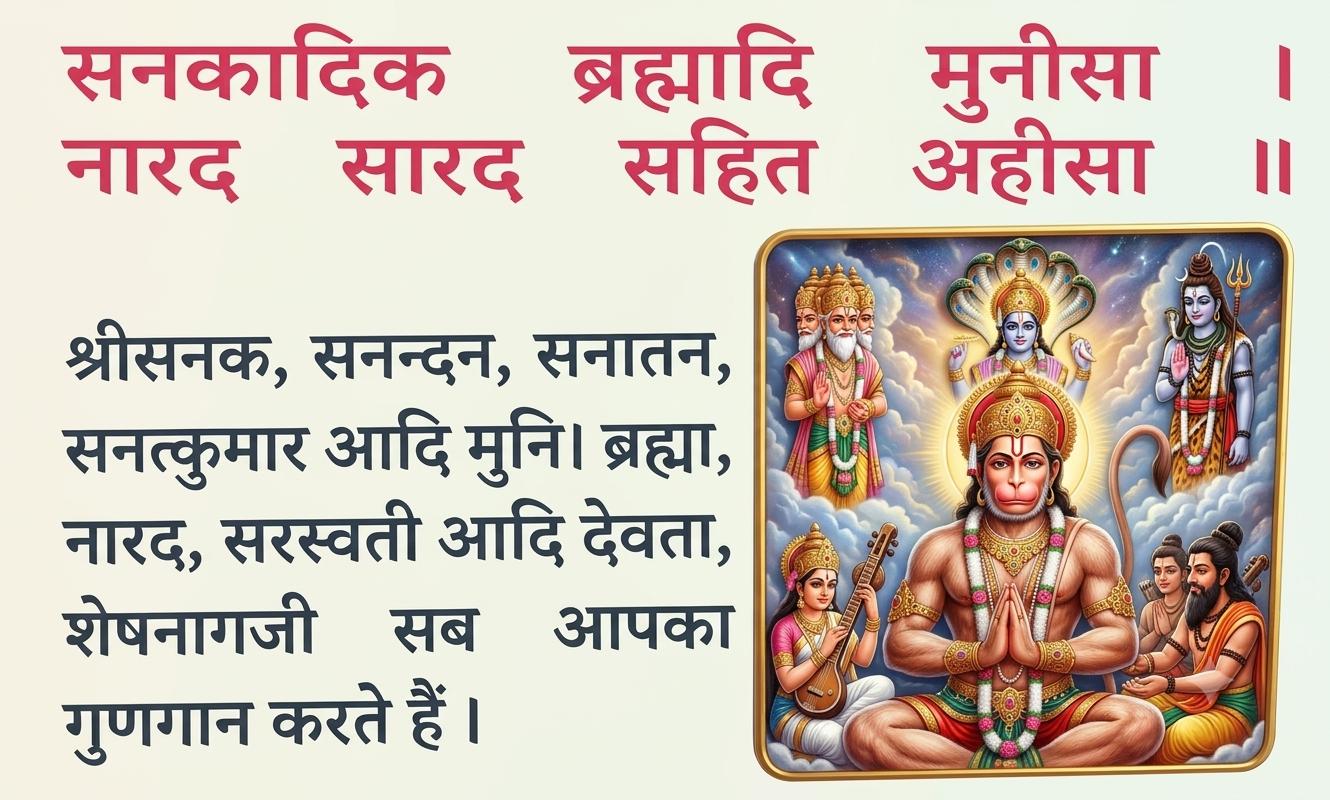 सनकादिक ब्रह्मादि मुनीसा ।
नारद सारद सहित अहीसा ॥
श्रीसनक, सनन्दन, सनातन,
सनत्कुमार आदि मुनि। ब्रह्मा,
नारद, सरस्वती आदि देवता,
शेषनागजी सब आपका
गुणगान करते हैं ।